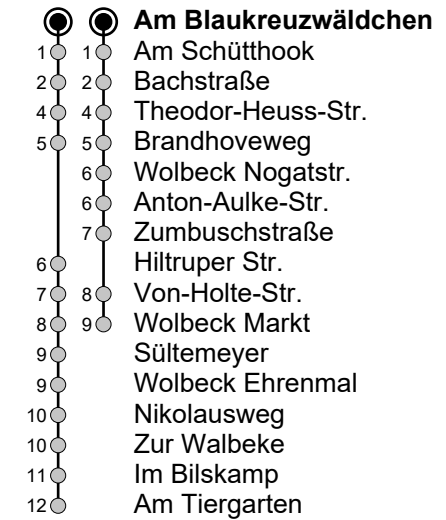 Am Blaukreuzwäldchen
1 1 Am Schütthook
2 2 Bachstraße
4 4 Theodor-Heuss-Str.
5 5 Brandhoveweg
6 Wolbeck Nogatstr.
6 Anton-Aulke-Str.
7 Zumbuschstraße
6 Hiltruper Str.
7 8 Von-Holte-Str.
8 9 Wolbeck Markt
9 Sültemeyer
9 Wolbeck Ehrenmal
10 Nikolausweg
10 Zur Walbeke
11 Im Bilskamp
12 Am Tiergarten